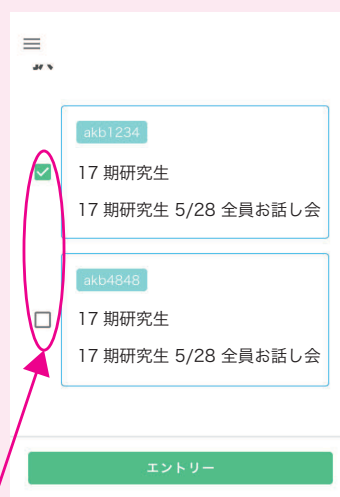 akb1234
17 期研究生
17 期研究生 5/28 全員お話し会
akb4848
17 期研究生
17 期研究生 5/28 全員お話し会
エントリー